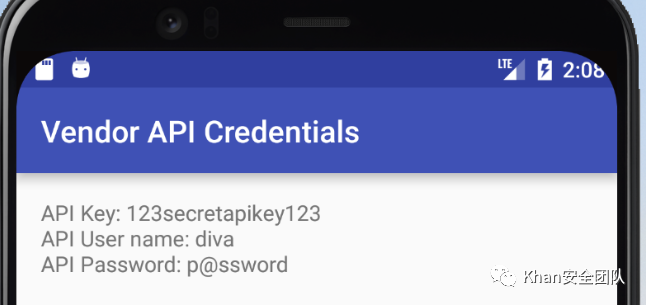 LTE 2:08
Vendor API Credentials
API Key: 123secretapikey123
API User name: diva
API Password: p@ssword
Khan安全团队